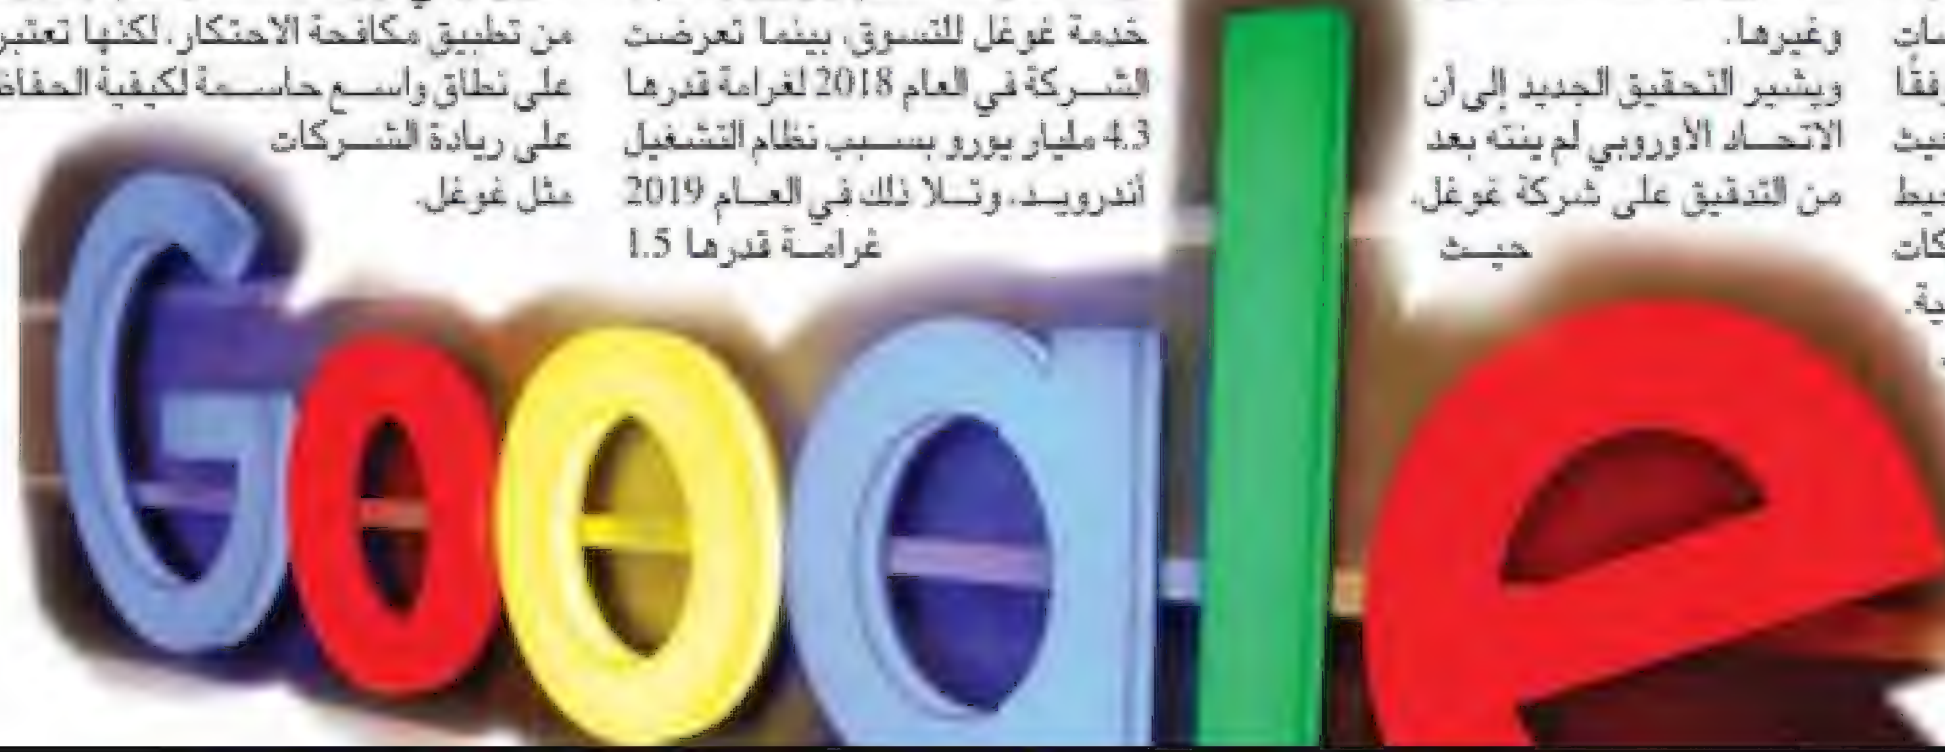 وغيرها.
ويشير التحقيق الجديد إلى أن
الاتحاد الأوروبي لم ينته بعد
من التدقيق على شركة غوغل،
حيث
خدمة غوغل للتسوق، بينما تعرضت
الشركة في العام 2018 لغرامة قدرها
4.3 مليار يورو بسبب نظام التشغيل
أندرويد، وتلا ذلك في العام 2019
غرامة قدرها 1.5
من تطبيق مكافحة الاحتكار، لكنها تعتبر
على نطاق واسع حاسمة لكيفية الحفاظ
على ريادة الشركات
مثل غوغل.
Google